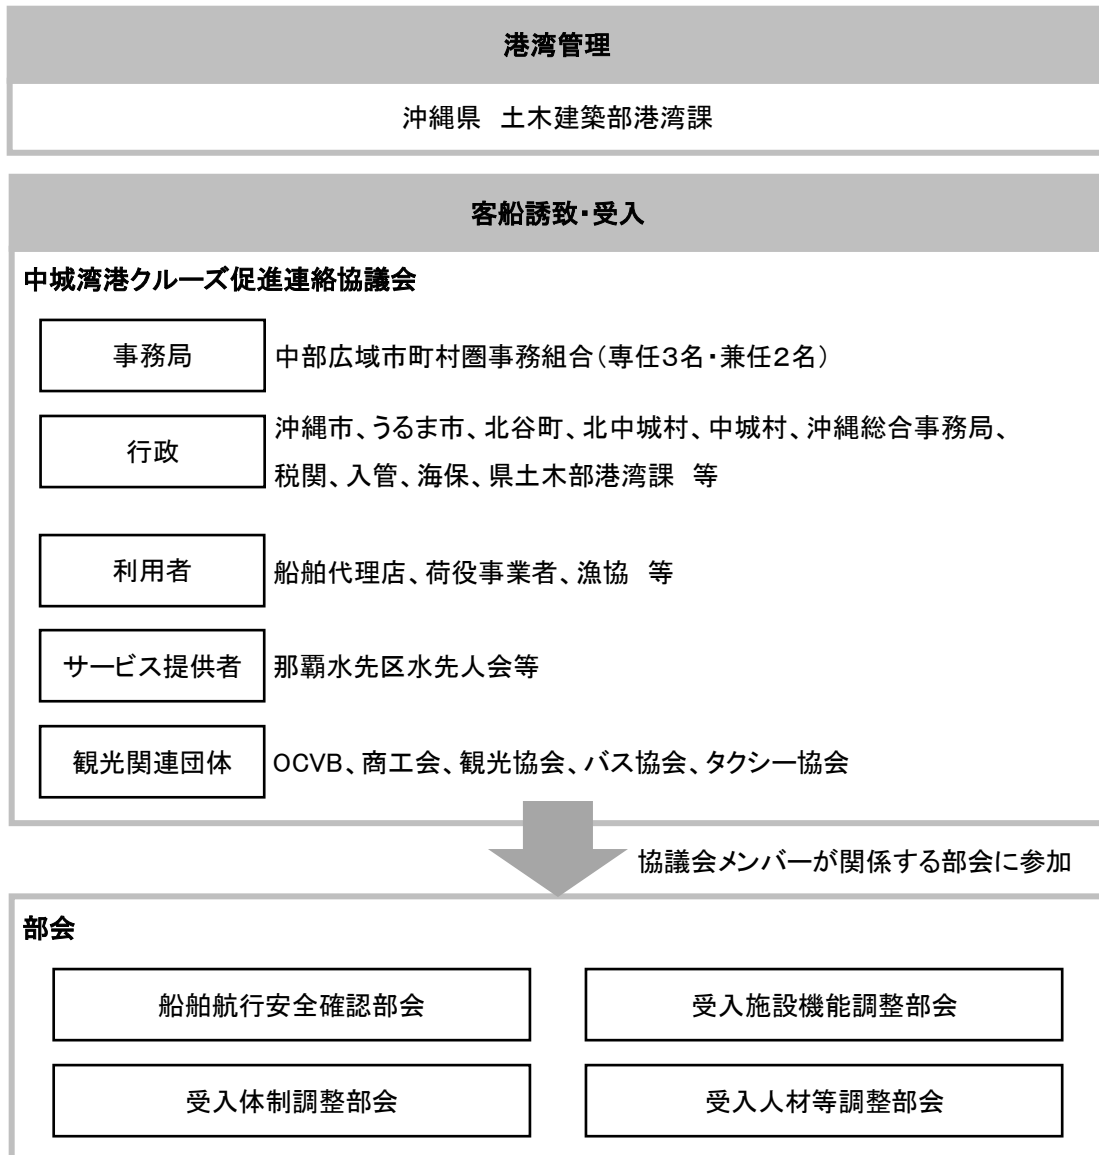 港湾管理
沖縄県　土木建築部港湾課
客船誘致・受入
中城湾港クルーズ促進連絡協議会
事務局
中部広域市町村圏事務組合（専任３名・兼任２名）
行政
沖縄市、うるま市、北谷町、北中城村、中城村、沖縄総合事務局、
税関、入管、海保、県土木部港湾課　等
利用者
船舶代理店、荷役事業者、漁協　等
サービス提供者
那覇水先区水先人会等
観光関連団体
OCVB、商工会、観光協会、バス協会、タクシー協会
協議会メンバーが関係する部会に参加
部会
船舶航行安全確認部会
受入施設機能調整部会
受入体制調整部会
受入人材等調整部会